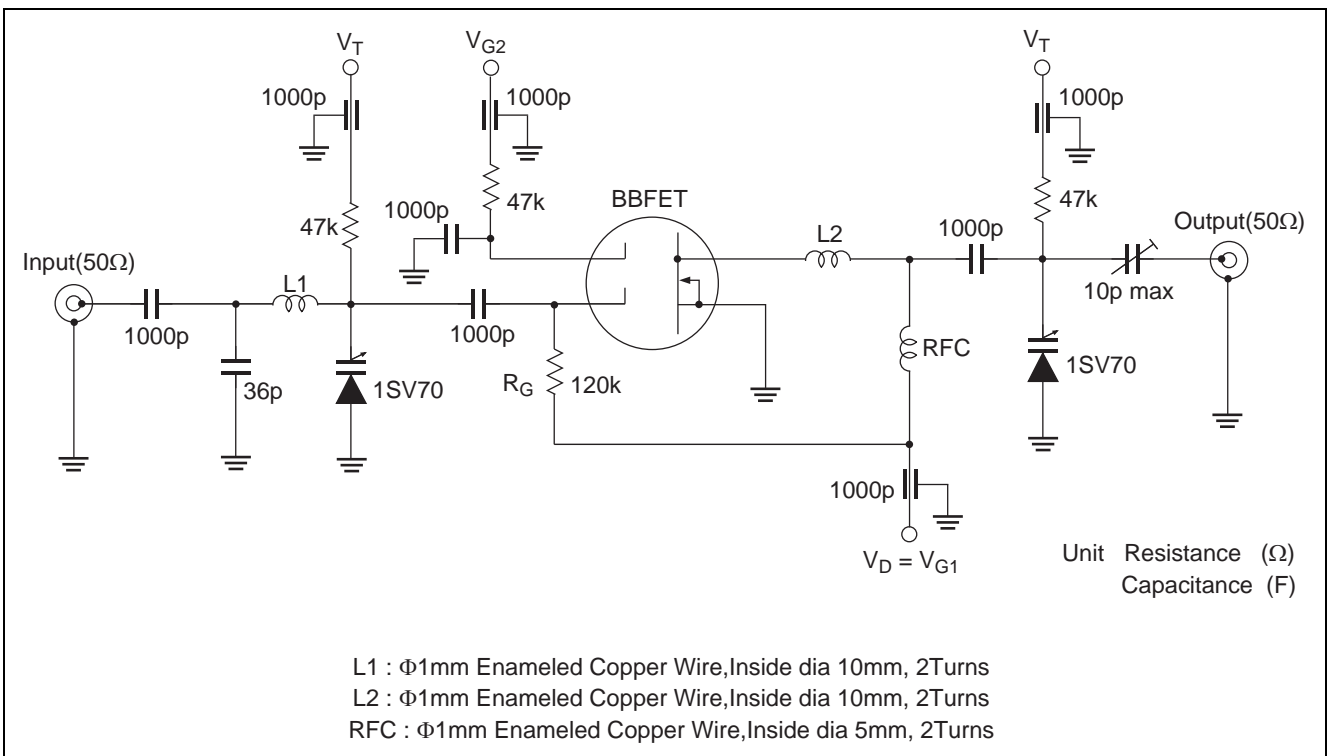 V_T
V_G2
V_T
1000p
1000p
1000p
47k
BBFET
47k
1000p
47k
L2
1000p
Output(50Ω)
Input(50Ω)
L1
10p max
1000p
1000p
RFC
36p
1SV70
R_G
120k
1SV70
1000p
V_D = V_G1
Unit Resistance (Ω)
Capacitance (F)
L1 : Φ1mm Enameled Copper Wire,Inside dia 10mm, 2Turns
L2 : Φ1mm Enameled Copper Wire,Inside dia 10mm, 2Turns
RFC : Φ1mm Enameled Copper Wire,Inside dia 5mm, 2Turns